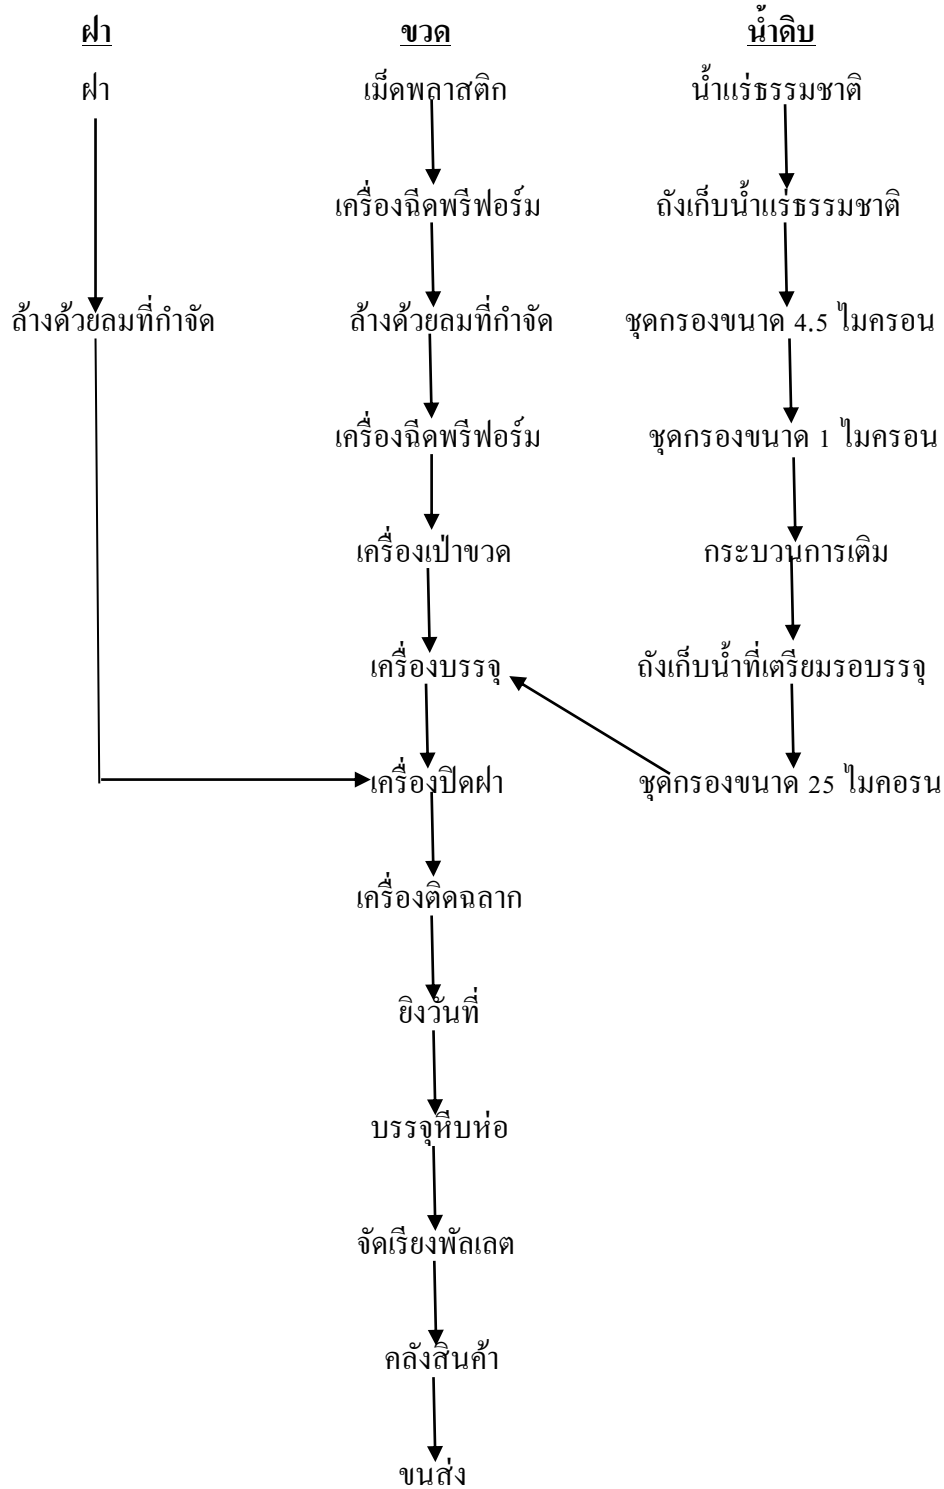 ฝา ขวด น้ำดิบ
ฝา เม็ดพลาสติก น้ำแร่ธรรมชาติ
เครื่องฉีดพรีฟอร์ม ถังเก็บน้ำแร่ธรรมชาติ
ล้างด้วยลมที่กำจัด ล้างด้วยลมที่กำจัด ชุดกรองขนาด 4.5 ไมครอน
เครื่องฉีดพรีฟอร์ม ชุดกรองขนาด 1 ไมครอน
เครื่องเป่าขวด กระบวนการเติม
เครื่องบรรจุ ถังเก็บน้ำที่เตรียมรอบรรจุ
เครื่องปิดฝา ชุดกรองขนาด 25 ไมคอรน
เครื่องติดฉลาก
ยิงวันที่
บรรจุหีบห่อ
จัดเรียงพัลเลต
คลังสินค้า
ขนส่ง